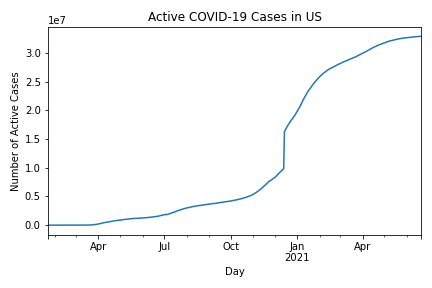 Active COVID-19 Cases in US
1e7
Number of Active Cases
3.0
2.5
2.0
1.5
1.0
0.5
0.0
Apr Jul Oct Jan Apr
2021
Day